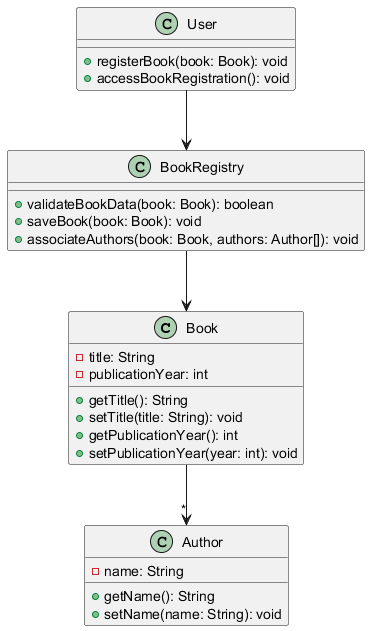 C User
registerBook(book: Book): void
accessBookRegistration(): void
C BookRegistry
validateBookData(book: Book): boolean
saveBook(book: Book): void
associateAuthors(book: Book, authors: Author[]): void
C Book
title: String
publicationYear: int
getTitle(): String
setTitle(title: String): void
getPublicationYear(): int
setPublicationYear(year: int): void
*
C Author
name: String
getName(): String
setName(name: String): void